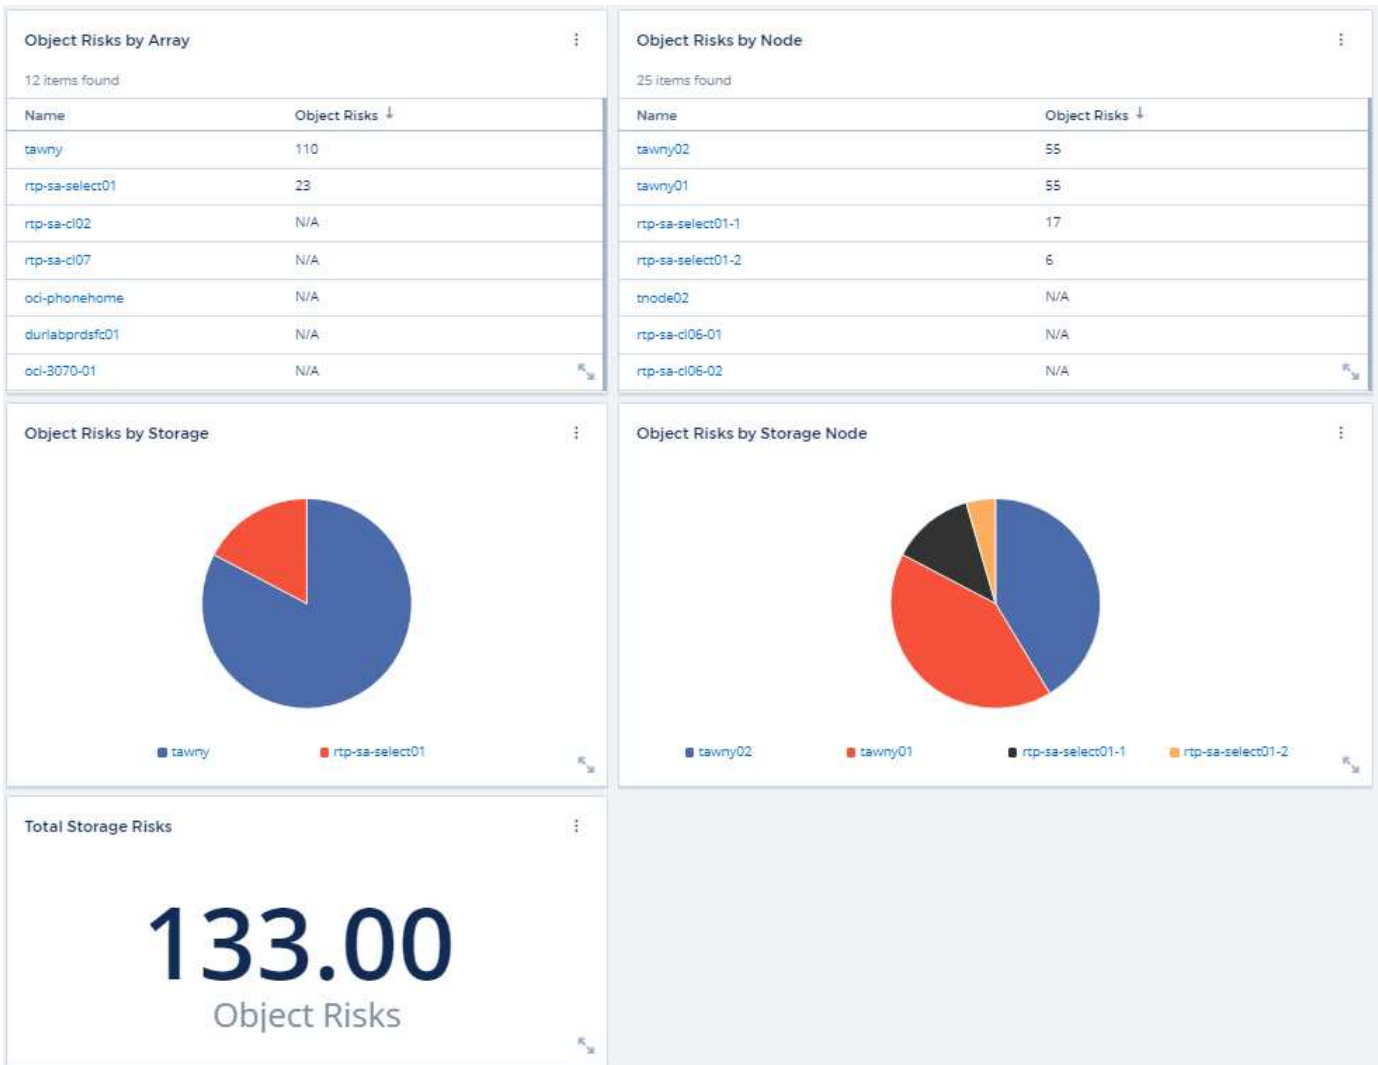 Object Risks by Array
12 items found
Name Object Risks ↓
tawny 110
rtp-sa-select01 23
rtp-sa-cl02 N/A
rtp-sa-cl07 N/A
oci-phonehome N/A
durlabprdsfc01 N/A
oci-3070-01 N/A
Object Risks by Node
25 items found
Name Object Risks ↓
tawny02 55
tawny01 55
rtp-sa-select01-1 17
rtp-sa-select01-2 6
tnode02 N/A
rtp-sa-cl06-01 N/A
rtp-sa-cl06-02 N/A
Object Risks by Storage
tawny rtp-sa-select01
Object Risks by Storage Node
tawny02 tawny01 rtp-sa-select01-1 rtp-sa-select01-2
Total Storage Risks
133.00
Object Risks